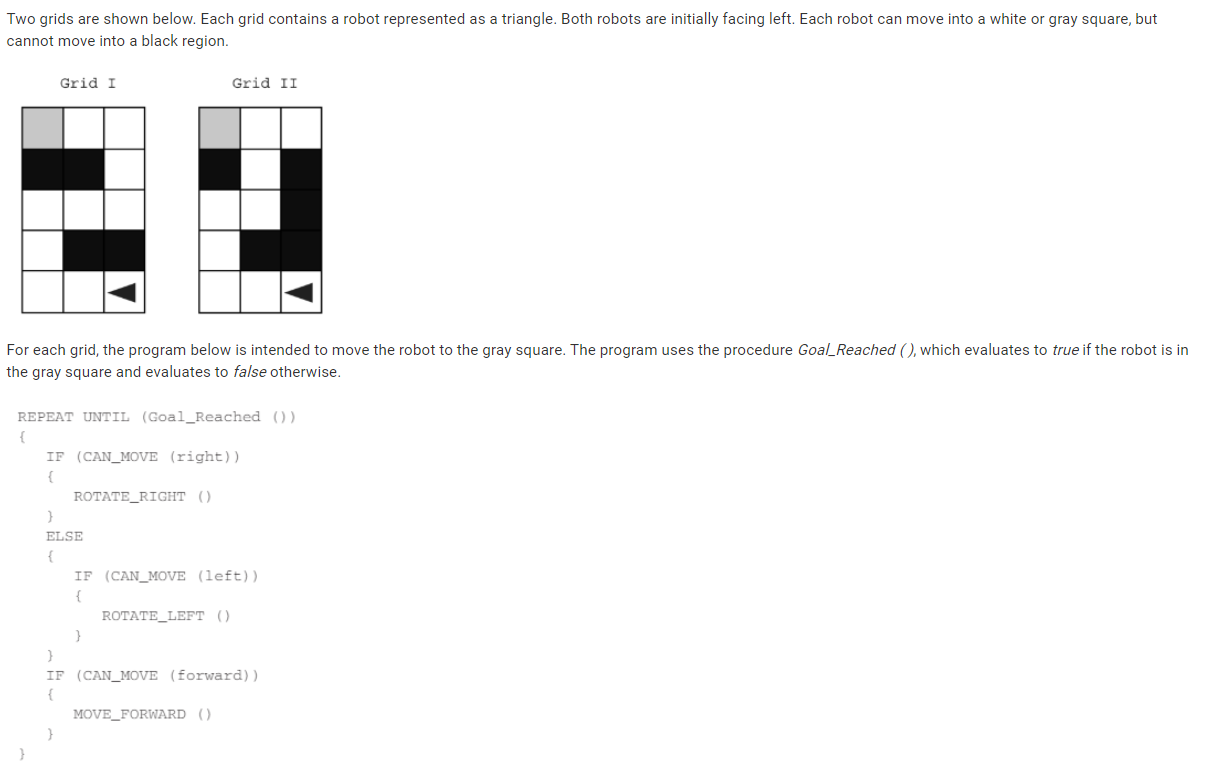 Two grids are shown below. Each grid contains a robot represented as a triangle. Both robots are initially facing left. Each robot can move into a white or gray square, but
cannot move into a black region.
Grid I
Grid II
For each grid, the program below is intended to move the robot to the gray square. The program uses the procedure Goal_Reached ( ), which evaluates to true if the robot is in
the gray square and evaluates to false otherwise.
REPEAT UNTIL (Goal_Reached ())
{
IF (CAN_MOVE (right))
{
ROTATE_RIGHT ()
}
ELSE
{
IF (CAN_MOVE (left))
{
ROTATE_LEFT ()
}
}
IF (CAN_MOVE (forward))
{
MOVE_FORWARD ()
}
}